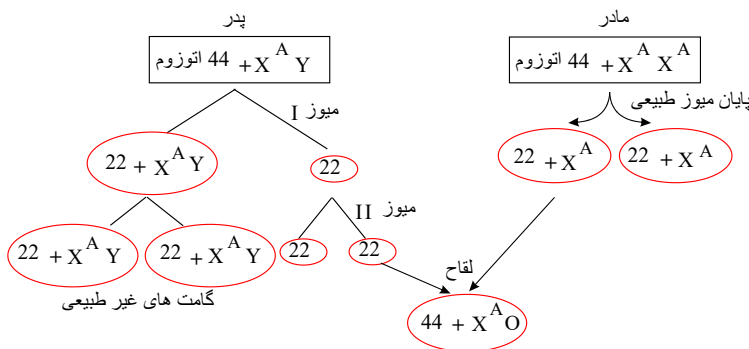 پدر
44 اتوزوم + X^A Y
مادر
44 اتوزوم + X^A X^A
میوز I
پایان میوز طبیعی
22 + X^A Y
22
22 + X^A
22 + X^A
میوز II
22 + X^A Y
22 + X^A Y
22
22
گامت های غیر طبیعی
لقاح
44 + X^A O